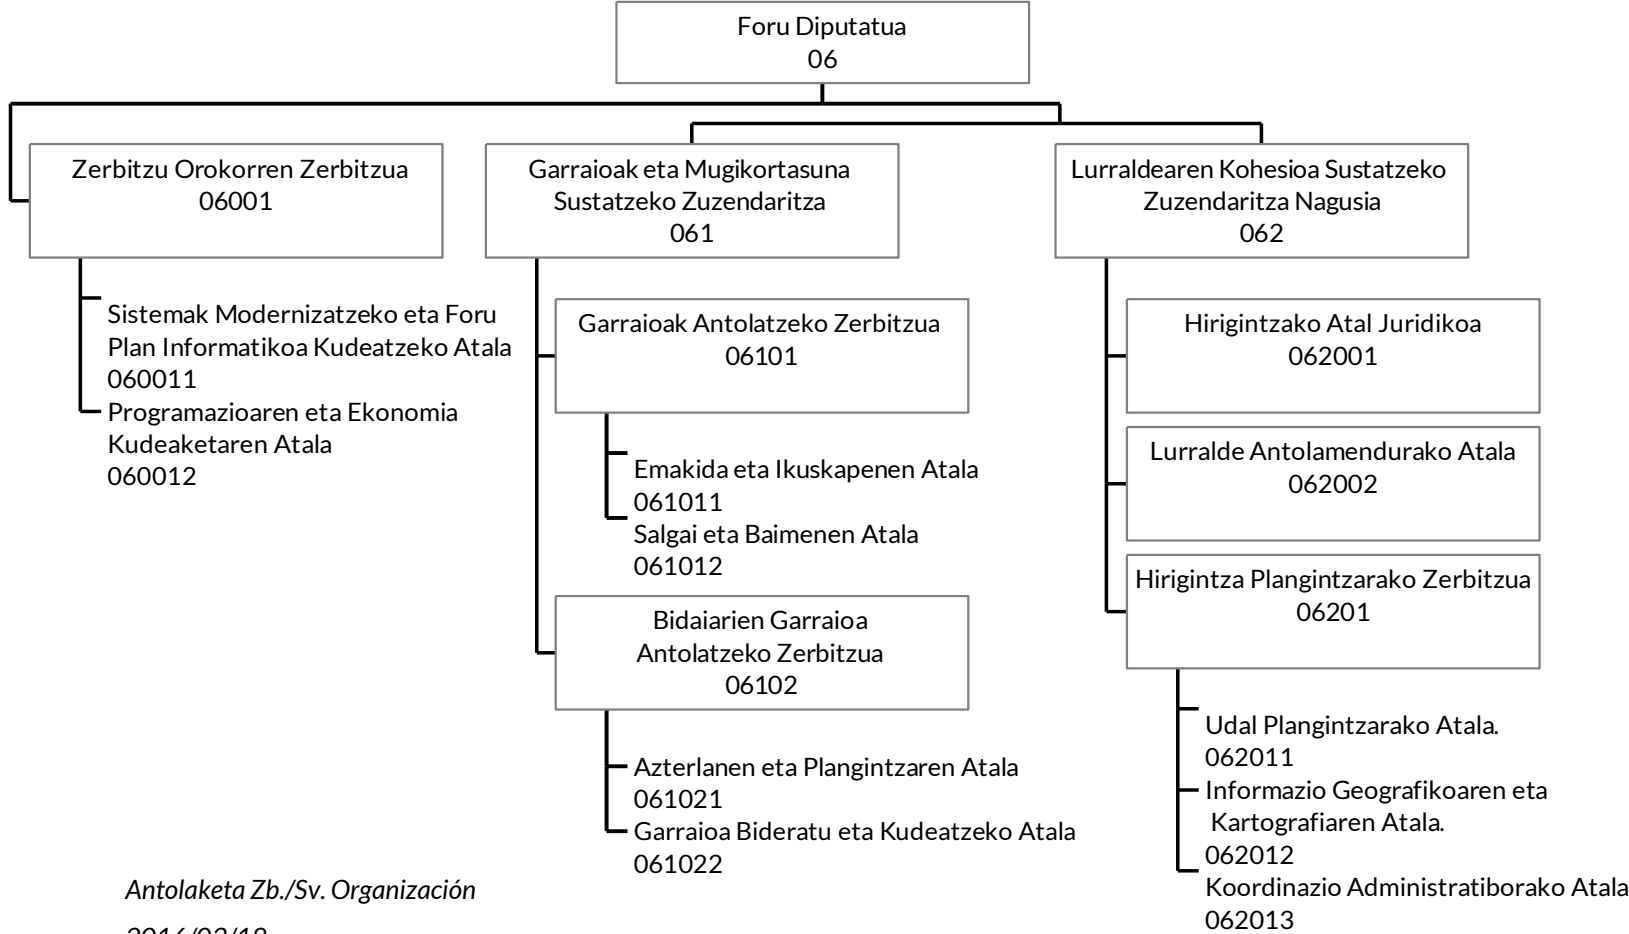 Foru Diputatua
06
Zerbitzu Orokorren Zerbitzua
06001
Sistemak Modernizatzeko eta Foru
Plan Informatikoa Kudeatzeko Atala
060011
Programazioaren eta Ekonomia
Kudeaketaren Atala
060012
Garraioak eta Mugikortasuna
Sustatzeko Zuzendaritza
061
Garraioak Antolatzeko Zerbitzua
06101
Emakida eta Ikuskapenen Atala
061011
Salgai eta Baimenen Atala
061012
Bidaiarien Garraioa
Antolatzeko Zerbitzua
06102
Azterlanen eta Plangintzaren Atala
061021
Garraioa Bideratu eta Kudeatzeko Atala
061022
Lurraldearen Kohesioa Sustatzeko
Zuzendaritza Nagusia
062
Hirigintzako Atal Juridikoa
062001
Lurralde Antolamendurako Atala
062002
Hirigintza Plangintzarako Zerbitzua
06201
Udal Plangintzarako Atala.
062011
Informazio Geografikoaren eta
Kartografiaren Atala.
062012
Koordinazio Administratiborako Atala
062013
Antolaketa Zb./Sv. Organización